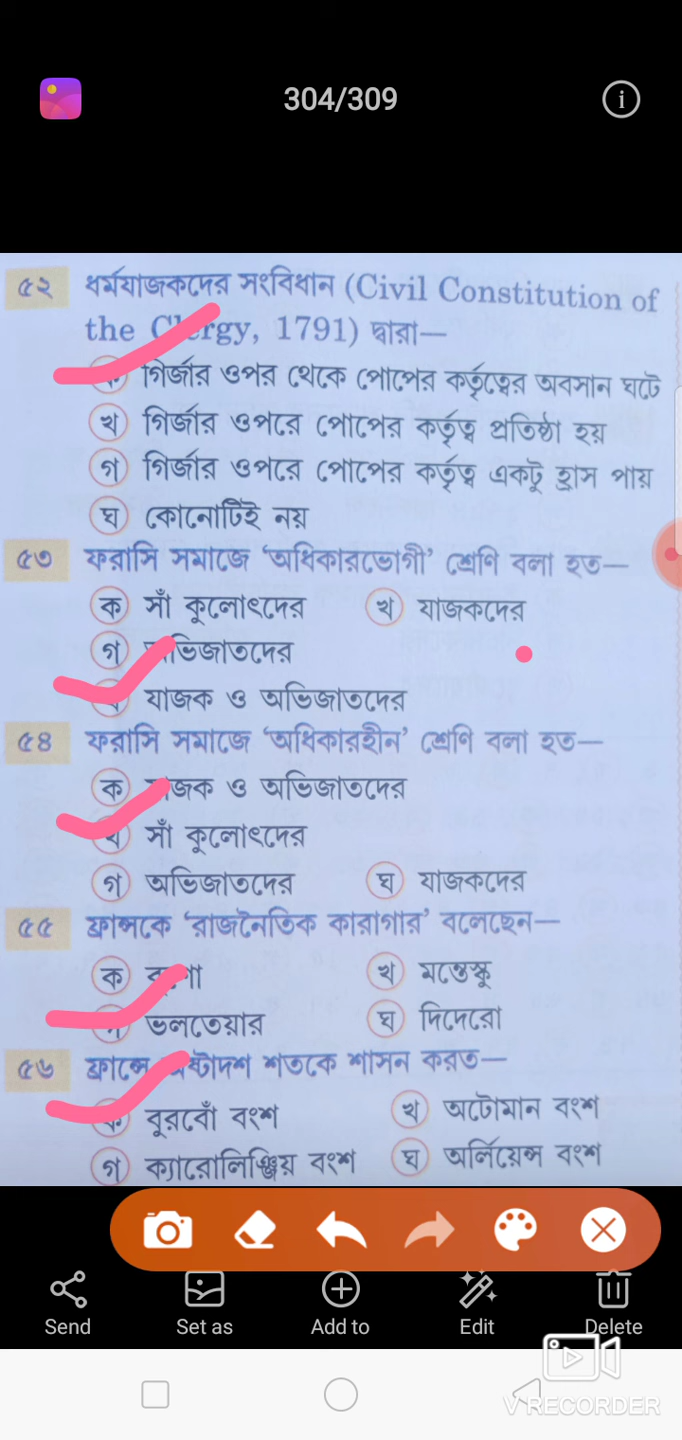 304/309
৫২ ধর্মযাজকদের সংবিধান (Civil Constitution of
the Clergy, 1791) দ্বারা—
ক গির্জার ওপর থেকে পোপের কর্তৃত্বের অবসান ঘটে
খ গির্জার ওপরে পোপের কর্তৃত্ব প্রতিষ্ঠা হয়
গ গির্জার ওপরে পোপের কর্তৃত্ব একটু হ্রাস পায়
ঘ কোনোটিই নয়
৫৩ ফরাসি সমাজে ‘অধিকারভোগী’ শ্রেণি বলা হত—
ক সাঁ কুলোৎদের খ যাজকদের
গ অভিজাতদের
ঘ যাজক ও অভিজাতদের
৫৪ ফরাসি সমাজে ‘অধিকারহীন’ শ্রেণি বলা হত—
ক যাজক ও অভিজাতদের
খ সাঁ কুলোৎদের
গ অভিজাতদের ঘ যাজকদের
৫৫ ফ্রান্সকে ‘রাজনৈতিক কারাগার’ বলেছেন—
ক রুশো খ মন্তেস্কু
গ ভলতেয়ার ঘ দিদেরো
৫৬ ফ্রান্সে অষ্টাদশ শতকে শাসন করত—
ক বুরবোঁ বংশ খ অটোমান বংশ
গ ক্যারোলিঞ্জিয় বংশ ঘ অর্লিয়েন্স বংশ
Send Set as Add to Edit Delete
V RECORDER